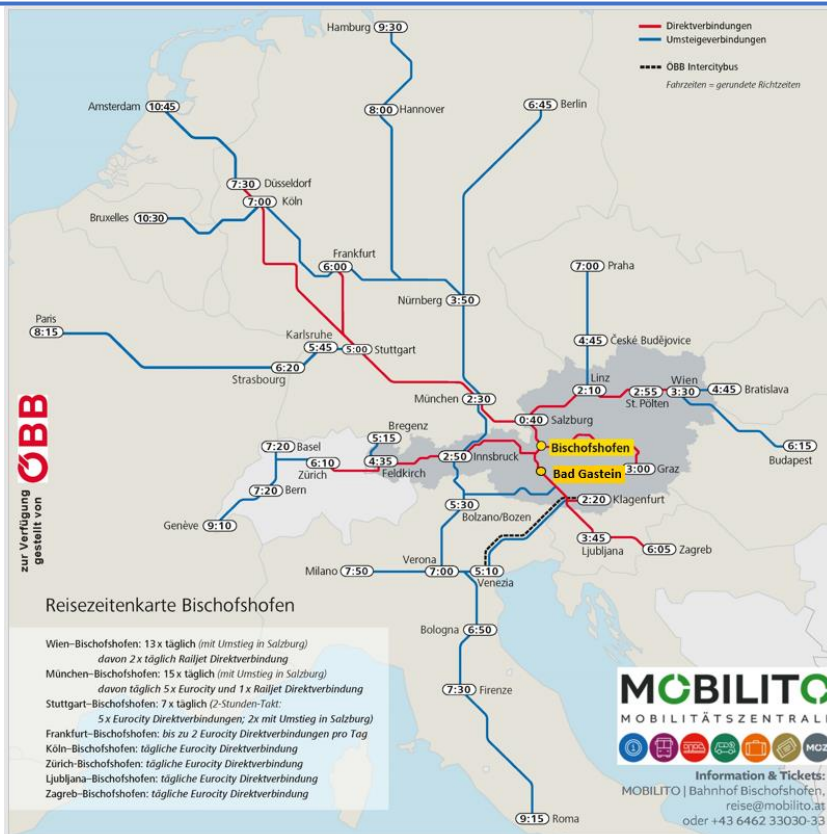 Hamburg 9:30
Direktverbindungen
Umsteigeverbindungen
ÖBB Intercitybus
Fahrzeiten = gerundete Richtzeiten
Amsterdam 10:45
8:00 Hannover
6:45 Berlin
7:30 Düsseldorf
7:00 Köln
Bruxelles 10:30
Frankfurt
6:00
7:00 Praha
Nürnberg 3:50
Paris
8:15
Karlsruhe
5:45
5:00 Stuttgart
4:45 České Budějovice
6:20
Strasbourg
München 2:30
Linz
2:10
2:55
St. Pölten
Wien
3:30
4:45 Bratislava
0:40 Salzburg
6:15
Budapest
ÖBB
zur Verfügung
gestellt von
Bregenz
5:15
7:20 Basel
6:10
Zürich
4:35
Feldkirch
2:50 Innsbruck
Bischofshofen
Bad Gastein
3:00 Graz
7:20
Bern
Genève 9:10
5:30
Bolzano/Bozen
2:20 Klagenfurt
3:45
Ljubljana
6:05 Zagreb
Verona
Milano 7:50
7:00
5:10
Venezia
Bologna
6:50
7:30 Firenze
9:15 Roma
Reisezeitenkarte Bischofshofen
Wien–Bischofshofen: 13 x täglich (mit Umstieg in Salzburg)
davon 2 x täglich Railjet Direktverbindung
München–Bischofshofen: 15 x täglich (mit Umstieg in Salzburg)
davon täglich 5 x Eurocity und 1 x Railjet Direktverbindung
Stuttgart–Bischofshofen: 7 x täglich (2-Stunden-Takt:
5 x Eurocity Direktverbindungen; 2x mit Umstieg in Salzburg)
Frankfurt–Bischofshofen: bis zu 2 Eurocity Direktverbindungen pro Tag
Köln–Bischofshofen: tägliche Eurocity Direktverbindung
Zürich-Bischofshofen: tägliche Eurocity Direktverbindung
Ljubljana–Bischofshofen: tägliche Eurocity Direktverbindung
Zagreb–Bischofshofen: tägliche Eurocity Direktverbindung
MOBILITO
MOBILITÄTSZENTRALE
MOZ
Information & Tickets:
MOBILITO | Bahnhof Bischofshofen,
reise@mobilito.at
oder +43 6462 33030-33